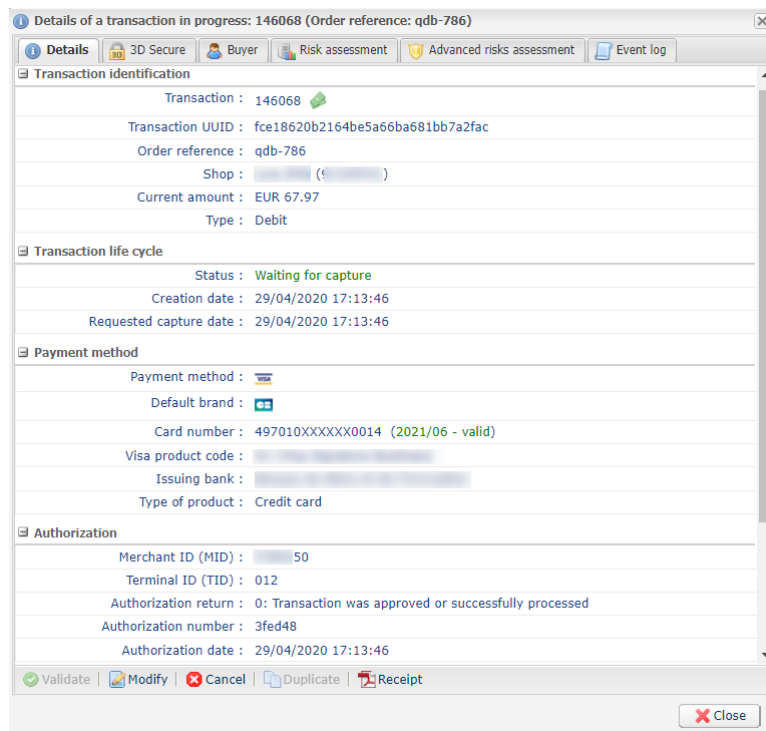 Details of a transaction in progress: 146068 (Order reference: qdb-786)
Details 3D Secure Buyer Risk assessment Advanced risks assessment Event log
Transaction identification
Transaction : 146068
Transaction UUID : fce18620b2164be5a66ba681bb7a2fac
Order reference : qdb-786
Shop : ( )
Current amount : EUR 67.97
Type : Debit
Transaction life cycle
Status : Waiting for capture
Creation date : 29/04/2020 17:13:46
Requested capture date : 29/04/2020 17:13:46
Payment method
Payment method : VISA
Default brand : CB
Card number : 497010XXXXXX0014 (2021/06 - valid)
Visa product code :
Issuing bank :
Type of product : Credit card
Authorization
Merchant ID (MID) : 50
Terminal ID (TID) : 012
Authorization return : 0: Transaction was approved or successfully processed
Authorization number : 3fed48
Authorization date : 29/04/2020 17:13:46
Validate | Modify | Cancel | Duplicate | Receipt
Close